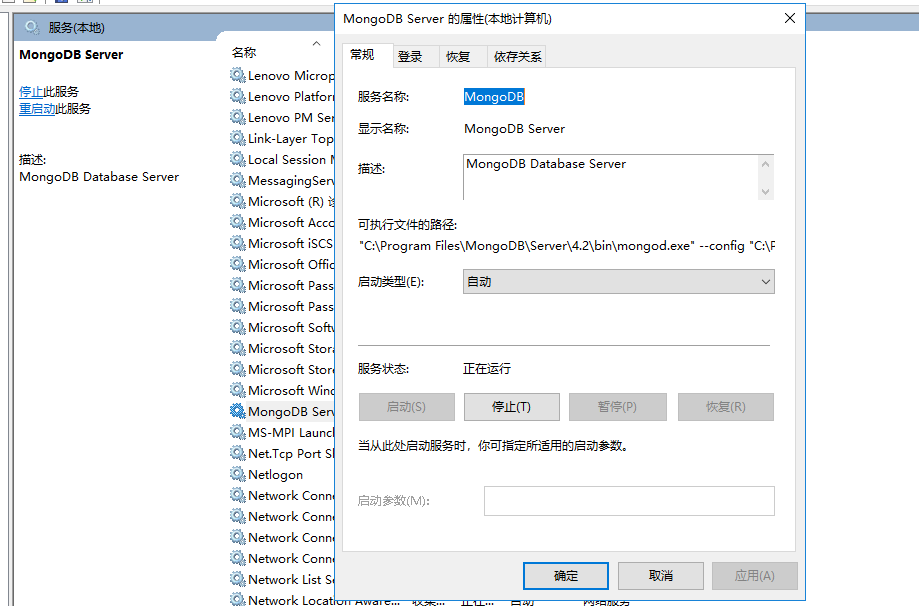 服务(本地)
MongoDB Server
停止此服务
重启动此服务
描述:
MongoDB Database Server
名称
Lenovo Microp
Lenovo Platfor
Lenovo PM Ser
Link-Layer Top
Local Session
MessagingServ
Microsoft (R)
Microsoft Acco
Microsoft iSCS
Microsoft Offic
Microsoft Pass
Microsoft Pass
Microsoft Softw
Microsoft Stora
Microsoft Store
Microsoft Wind
MongoDB Serv
MS-MPI Launc
Net.Tcp Port S
Netlogon
Network Conne
Network Conne
Network Conne
Network Conne
Network List Se
Network Location Aware... 收集... 正在... 自动 网络服务
MongoDB Server 的属性(本地计算机)
常规 登录 恢复 依存关系
服务名称: MongoDB
显示名称: MongoDB Server
描述: MongoDB Database Server
可执行文件的路径:
"C:\Program Files\MongoDB\Server\4.2\bin\mongod.exe" --config "C:\P
启动类型(E): 自动
服务状态: 正在运行
启动(S) 停止(T) 暂停(P) 恢复(R)
当从此处启动服务时，你可指定所适用的启动参数。
启动参数(M):
确定 取消 应用(A)